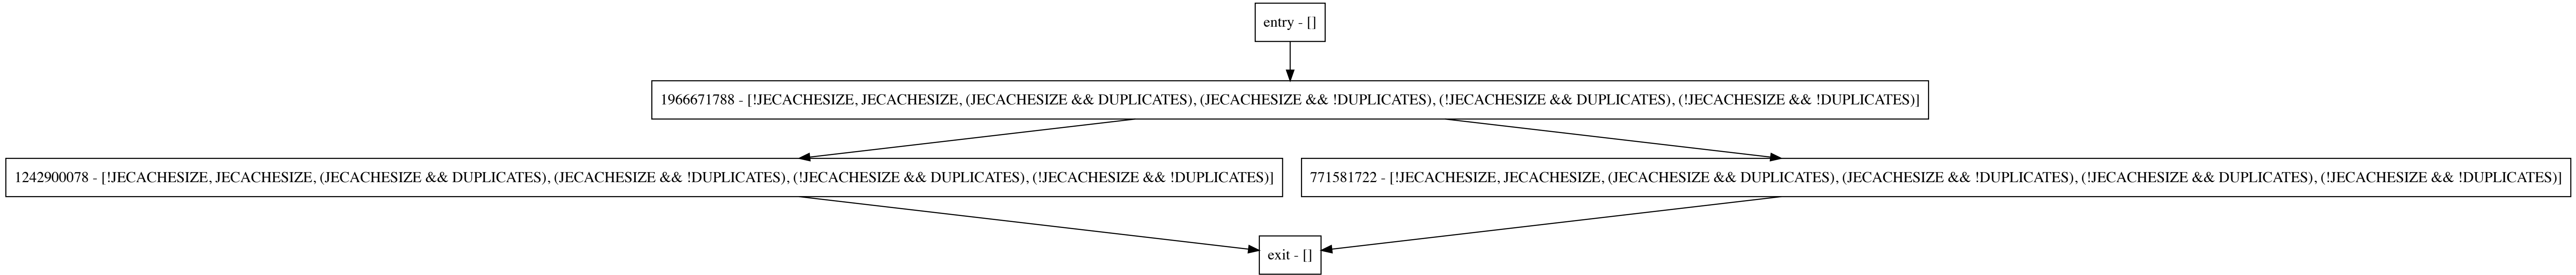 entry - []
1966671788 - [!JECACHESIZE, JECACHESIZE, (JECACHESIZE && DUPLICATES), (JECACHESIZE && !DUPLICATES), (!JECACHESIZE && DUPLICATES), (!JECACHESIZE && !DUPLICATES)]
1242900078 - [!JECACHESIZE, JECACHESIZE, (JECACHESIZE && DUPLICATES), (JECACHESIZE && !DUPLICATES), (!JECACHESIZE && DUPLICATES), (!JECACHESIZE && !DUPLICATES)]
771581722 - [!JECACHESIZE, JECACHESIZE, (JECACHESIZE && DUPLICATES), (JECACHESIZE && !DUPLICATES), (!JECACHESIZE && DUPLICATES), (!JECACHESIZE && !DUPLICATES)]
exit - []